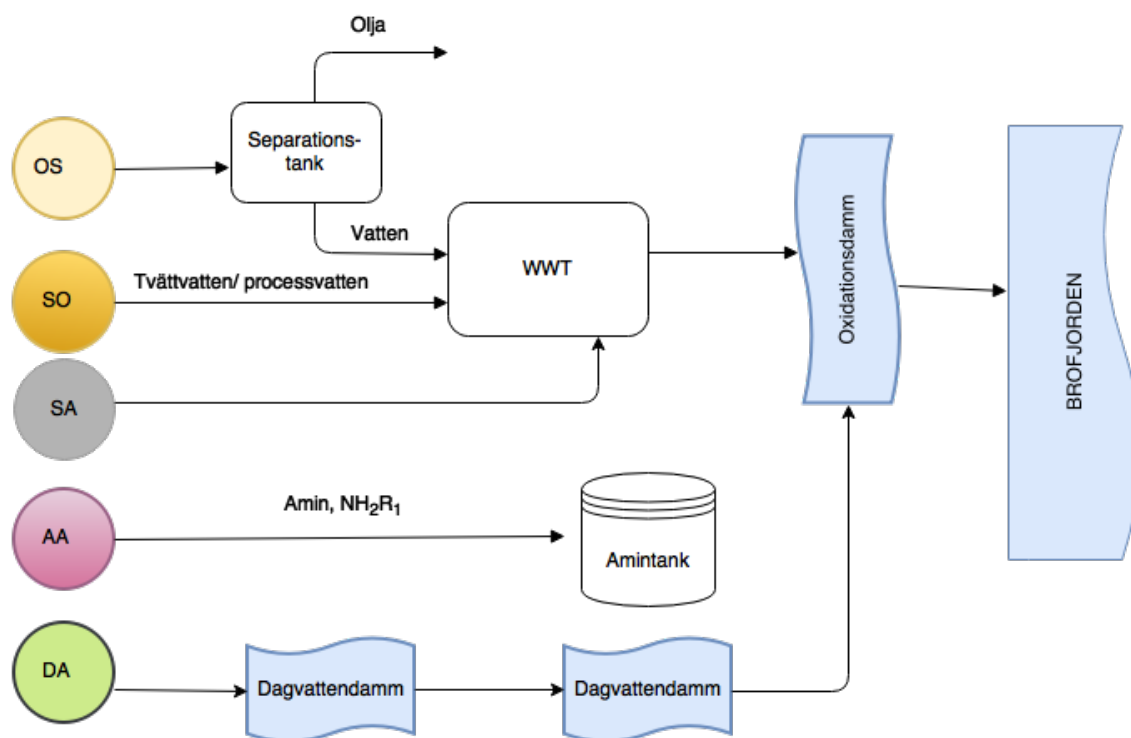 Olja
OS
Separations-
tank
Vatten
WWT
Tvättvatten/ processvatten
SO
SA
Oxidationsdamm
BROFJORDEN
Amin, NH₂R₁
AA
Amintank
DA
Dagvattendamm
Dagvattendamm